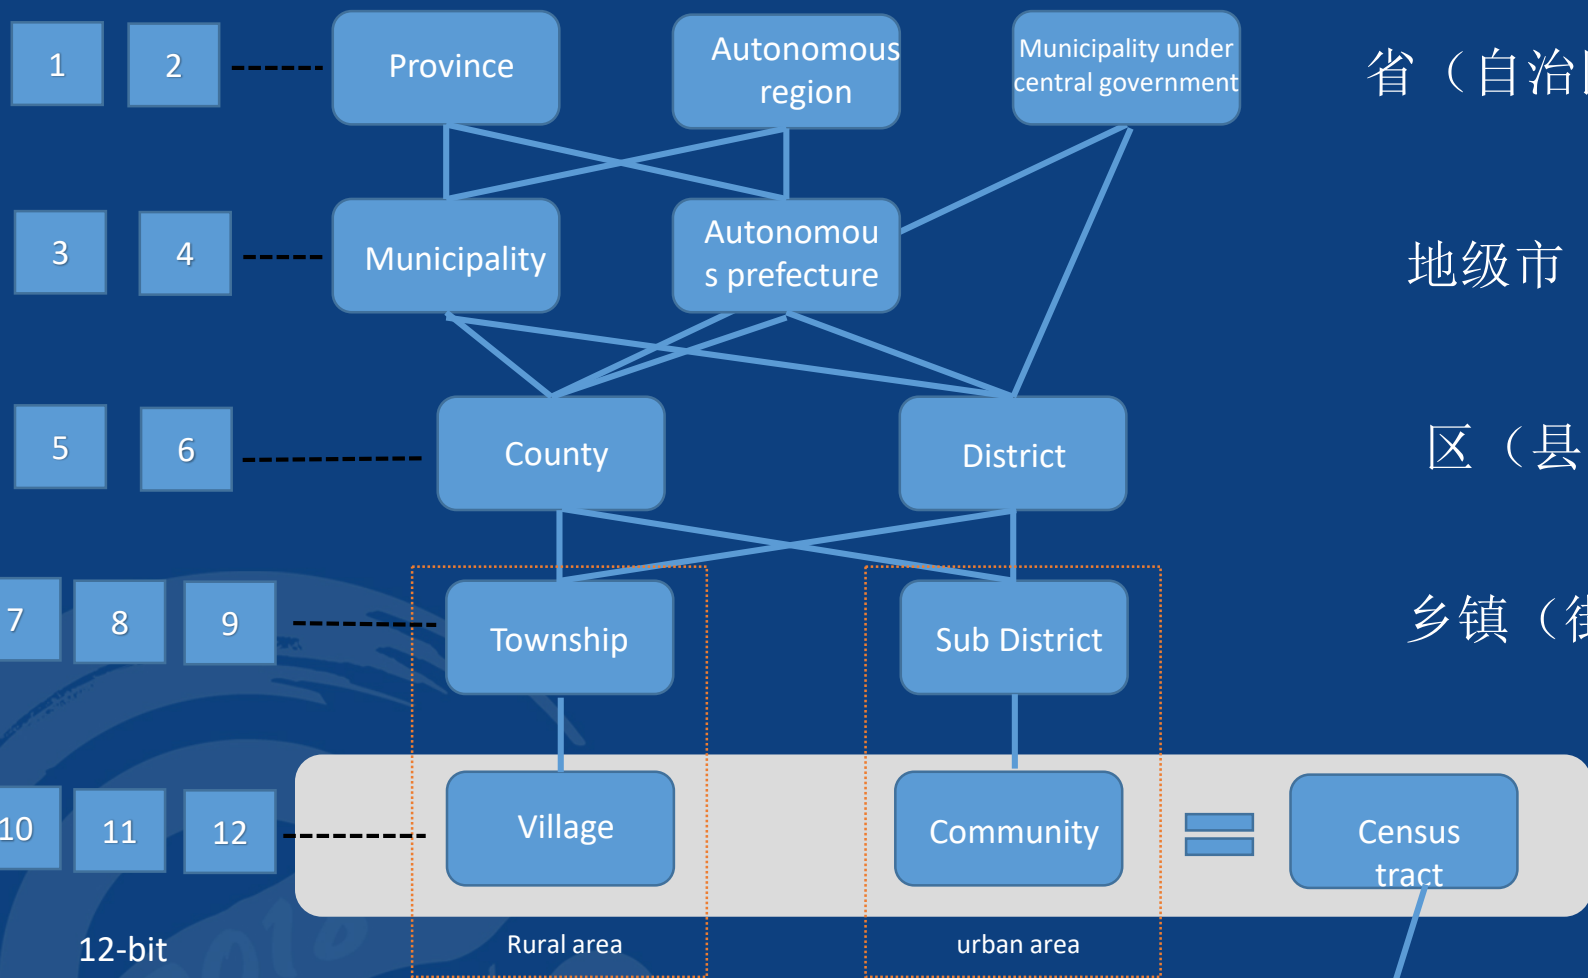 1
2
Province
Autonomous
region
Municipality under
central government
省（自治
3
4
Municipality
Autonomou
s prefecture
地级市
5
6
County
District
区（县
7
8
9
Township
Sub District
乡镇（
10
11
12
Village
Community
Census
tract
12-bit
Rural area
urban area